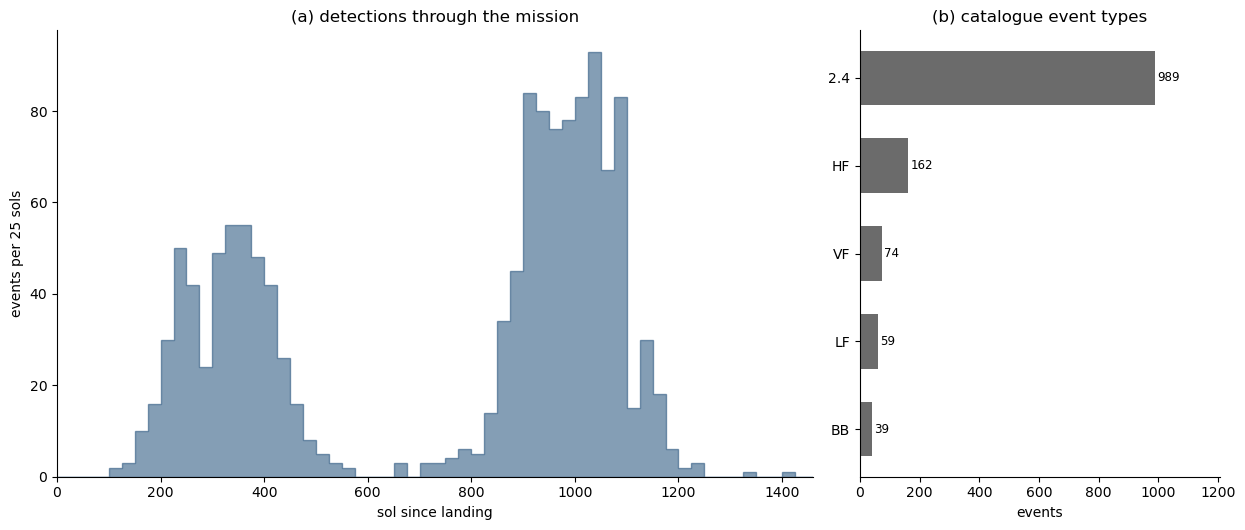 (a) detections through the mission
events per 25 sols
80
60
40
20
0
0 200 400 600 800 1000 1200 1400
sol since landing
(b) catalogue event types
2.4 989
HF 162
VF 74
LF 59
BB 39
0 200 400 600 800 1000 1200
events